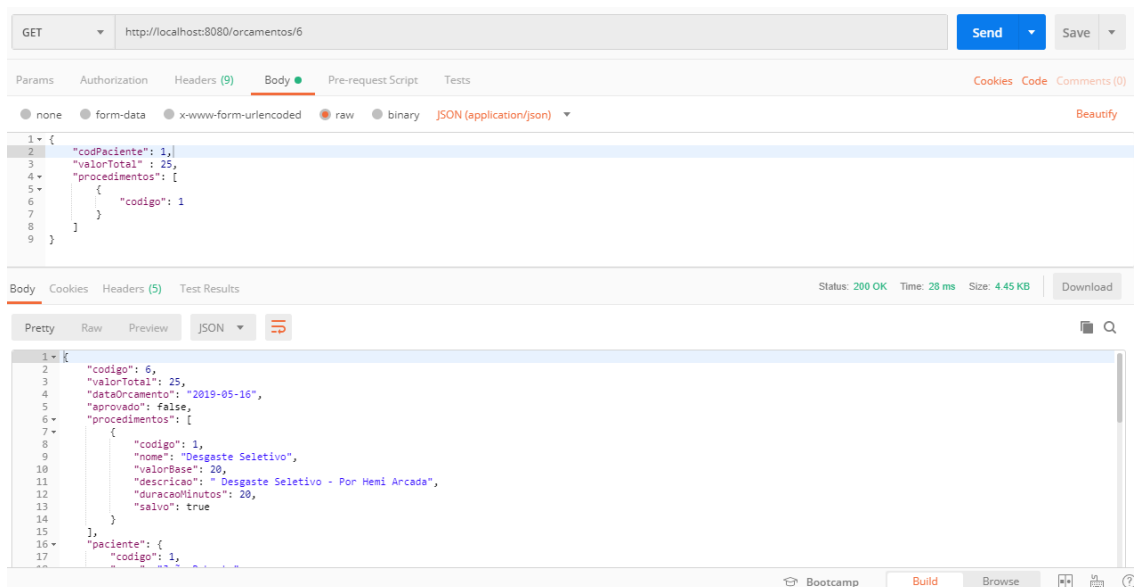 GET http://localhost:8080/orcamentos/6 Send Save
Params Authorization Headers (9) Body Pre-request Script Tests Cookies Code Comments (0)
none form-data x-www-form-urlencoded raw binary JSON (application/json) Beautify
1 {
2 "codPaciente": 1,
3 "valorTotal" : 25,
4 "procedimentos": [
5 {
6 "codigo": 1
7 }
8 ]
9 }
Body Cookies Headers (5) Test Results Status: 200 OK Time: 28 ms Size: 4.45 KB Download
Pretty Raw Preview JSON
1 {
2 "codigo": 6,
3 "valorTotal": 25,
4 "dataOrcamento": "2019-05-16",
5 "aprovado": false,
6 "procedimentos": [
7 {
8 "codigo": 1,
9 "nome": "Desgaste Seletivo",
10 "valorBase": 20,
11 "descricao": " Desgaste Seletivo - Por Hemi Arcada",
12 "duracaoMinutos": 20,
13 "salvo": true
14 }
15 ],
16 "paciente": {
17 "codigo": 1,
Bootcamp Build Browse